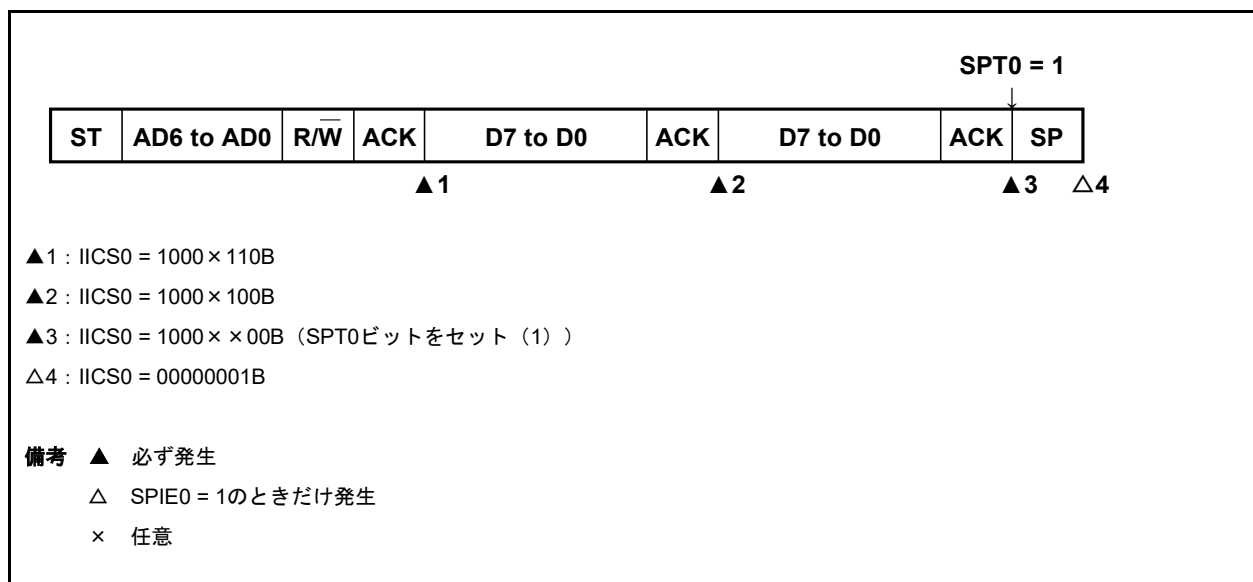 SPT0 = 1
↓
ST AD6 to AD0 R/W̅ ACK D7 to D0 ACK D7 to D0 ACK SP
▲1 ▲2 ▲3 △4
▲1：IICS0 = 1000×110B
▲2：IICS0 = 1000×100B
▲3：IICS0 = 1000××00B（SPT0ビットをセット（1））
△4：IICS0 = 00000001B
備考 ▲ 必ず発生
△ SPIE0 = 1のときだけ発生
× 任意